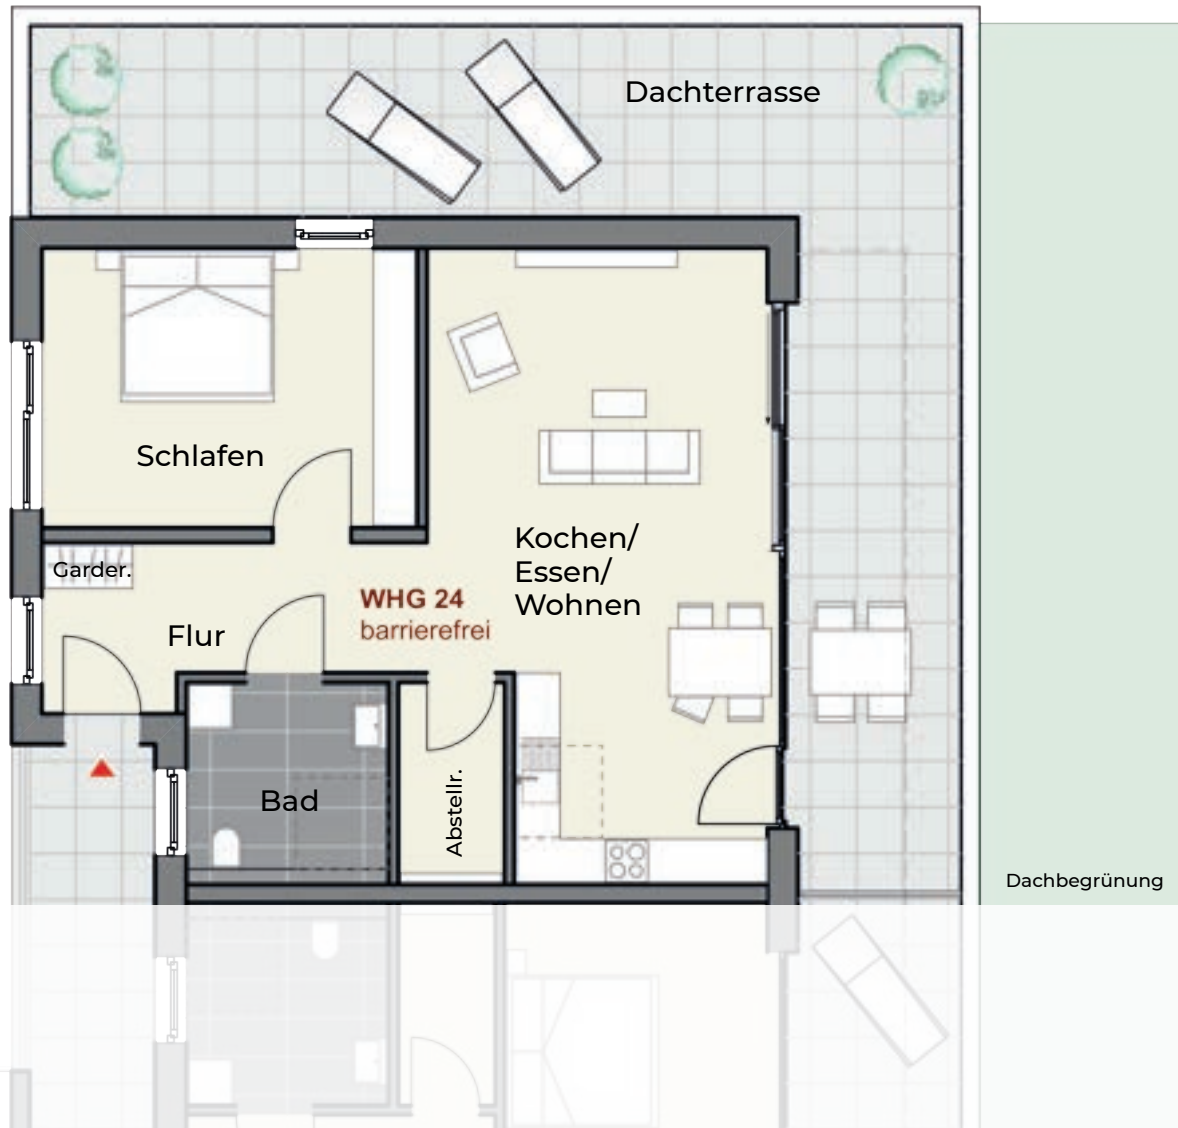 Dachterrasse
Schlafen
Kochen/
Essen/
Wohnen
Garder.
WHG 24
barrierefrei
Flur
Bad
Abstellr.
Dachbegrünung